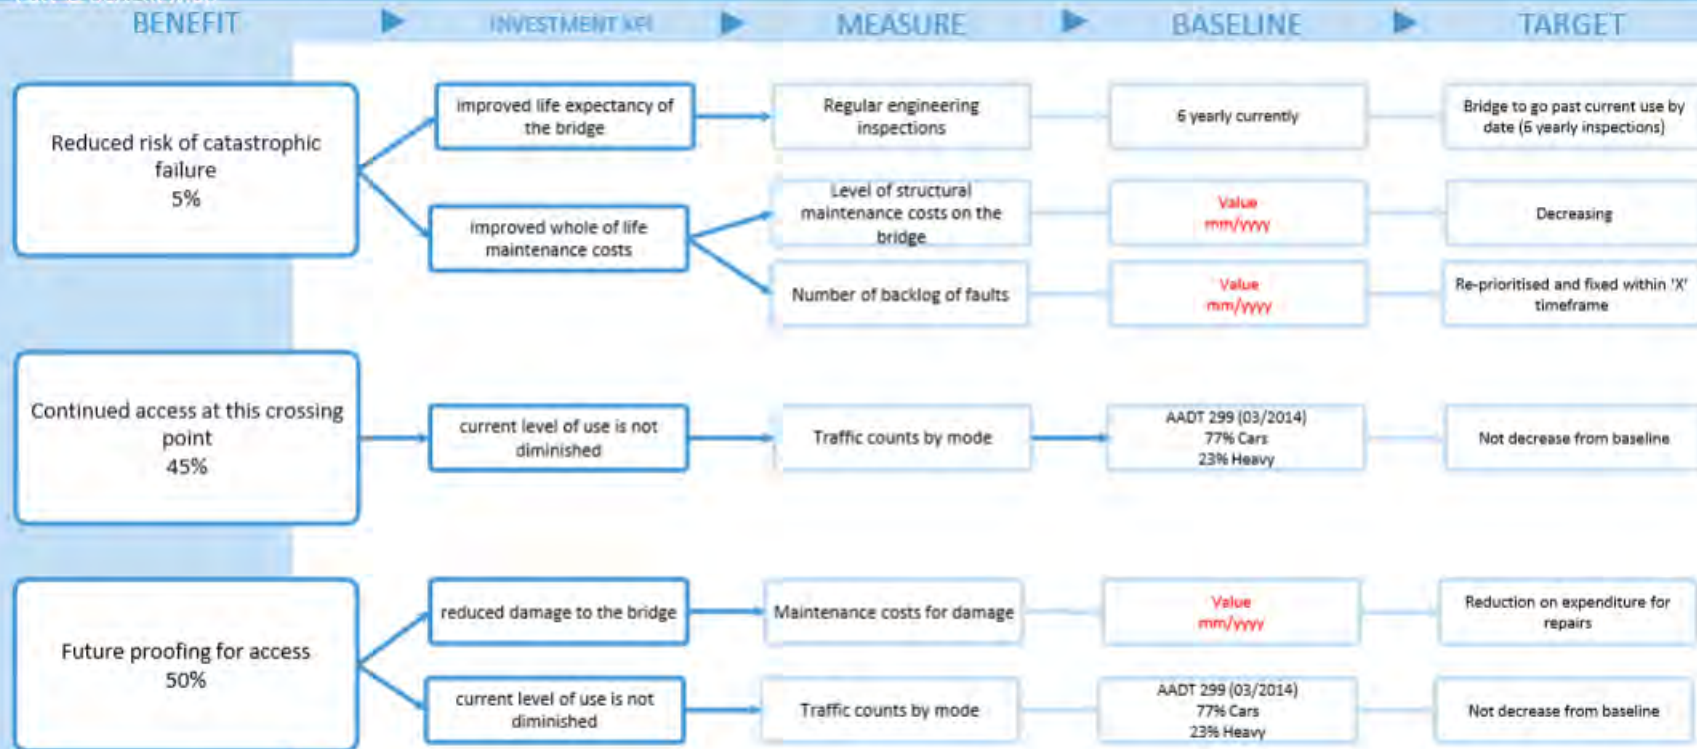 BENEFIT
INVESTMENT KPI
MEASURE
BASELINE
TARGET
Reduced risk of catastrophic
failure
5%
improved life expectancy of
the bridge
Regular engineering
inspections
6 yearly currently
Bridge to go past current use by
date (6 yearly inspections)
improved whole of life
maintenance costs
Level of structural
maintenance costs on the
bridge
Value
mm/yyyy
Decreasing
Number of backlog of faults
Value
mm/yyyy
Re-prioritised and fixed within 'X'
timeframe
Continued access at this crossing
point
45%
current level of use is not
diminished
Traffic counts by mode
AADT 299 (03/2014)
77% Cars
23% Heavy
Not decrease from baseline
Future proofing for access
50%
reduced damage to the bridge
Maintenance costs for damage
Value
mm/yyyy
Reduction on expenditure for
repairs
current level of use is not
diminished
Traffic counts by mode
AADT 299 (03/2014)
77% Cars
23% Heavy
Not decrease from baseline